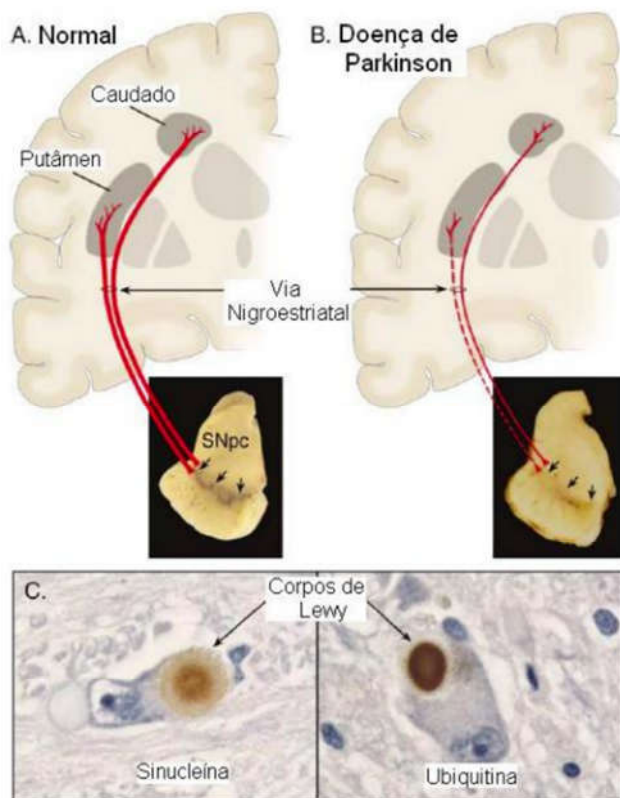 A. Normal
B. Doença de
Parkinson
Caudado
Putâmen
Via
Nigroestriatal
SNpc
C.
Corpos de
Lewy
Sinucleína
Ubiquitina